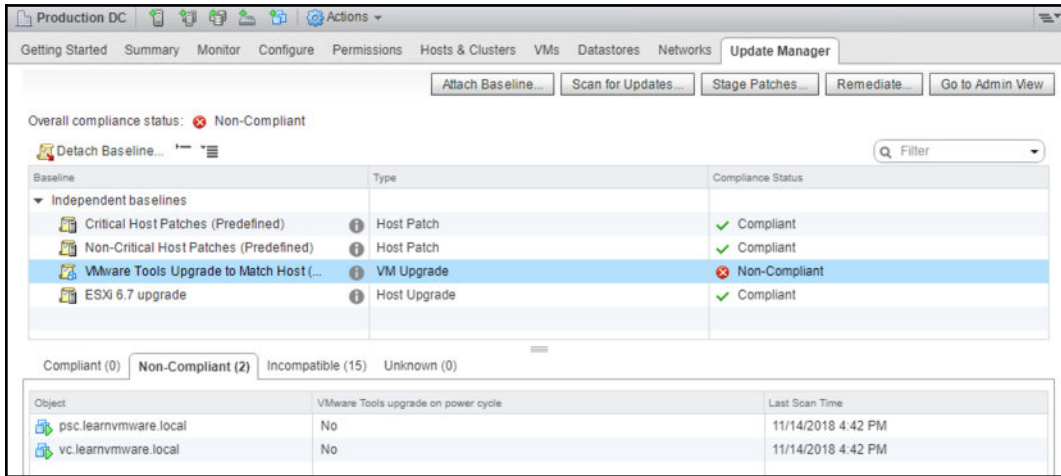 Production DC Actions
Getting Started Summary Monitor Configure Permissions Hosts & Clusters VMs Datastores Networks Update Manager
Attach Baseline... Scan for Updates... Stage Patches... Remediate... Go to Admin View
Overall compliance status: Non-Compliant
Detach Baseline... Filter
Baseline Type Compliance Status
Independent baselines
Critical Host Patches (Predefined) Host Patch Compliant
Non-Critical Host Patches (Predefined) Host Patch Compliant
VMware Tools Upgrade to Match Host (... VM Upgrade Non-Compliant
ESXi 6.7 upgrade Host Upgrade Compliant
Compliant (0) Non-Compliant (2) Incompatible (15) Unknown (0)
Object VMware Tools upgrade on power cycle Last Scan Time
psc.learnvmware.local No 11/14/2018 4:42 PM
vc.learnvmware.local No 11/14/2018 4:42 PM